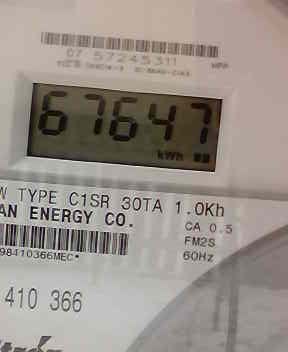 07 57245311
MPP
67647
kWh
W TYPE C1SR 30TA 1.0Kh
AN ENERGY CO.
CA 0.5
FM2S
98410366MEC*
60Hz
410 366